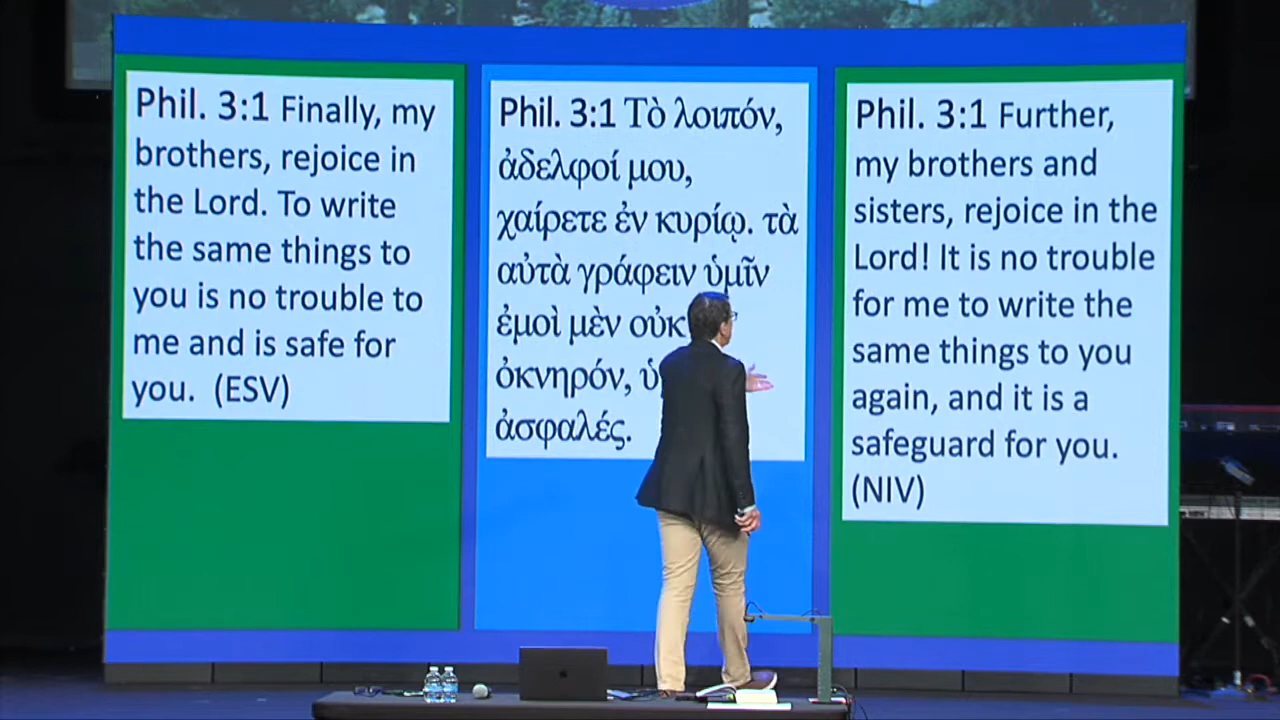 Phil. 3:1 Finally, my
brothers, rejoice in
the Lord. To write
the same things to
you is no trouble to
me and is safe for
you. (ESV)
Phil. 3:1 Τὸ λοιπόν,
ἀδελφοί μου,
χαίρετε ἐν κυρίῳ. τὰ
αὐτὰ γράφειν ὑμῖν
ἐμοὶ μὲν οὐκ
ὀκνηρόν,
ἀσφαλές.
Phil. 3:1 Further,
my brothers and
sisters, rejoice in the
Lord! It is no trouble
for me to write the
same things to you
again, and it is a
safeguard for you.
(NIV)